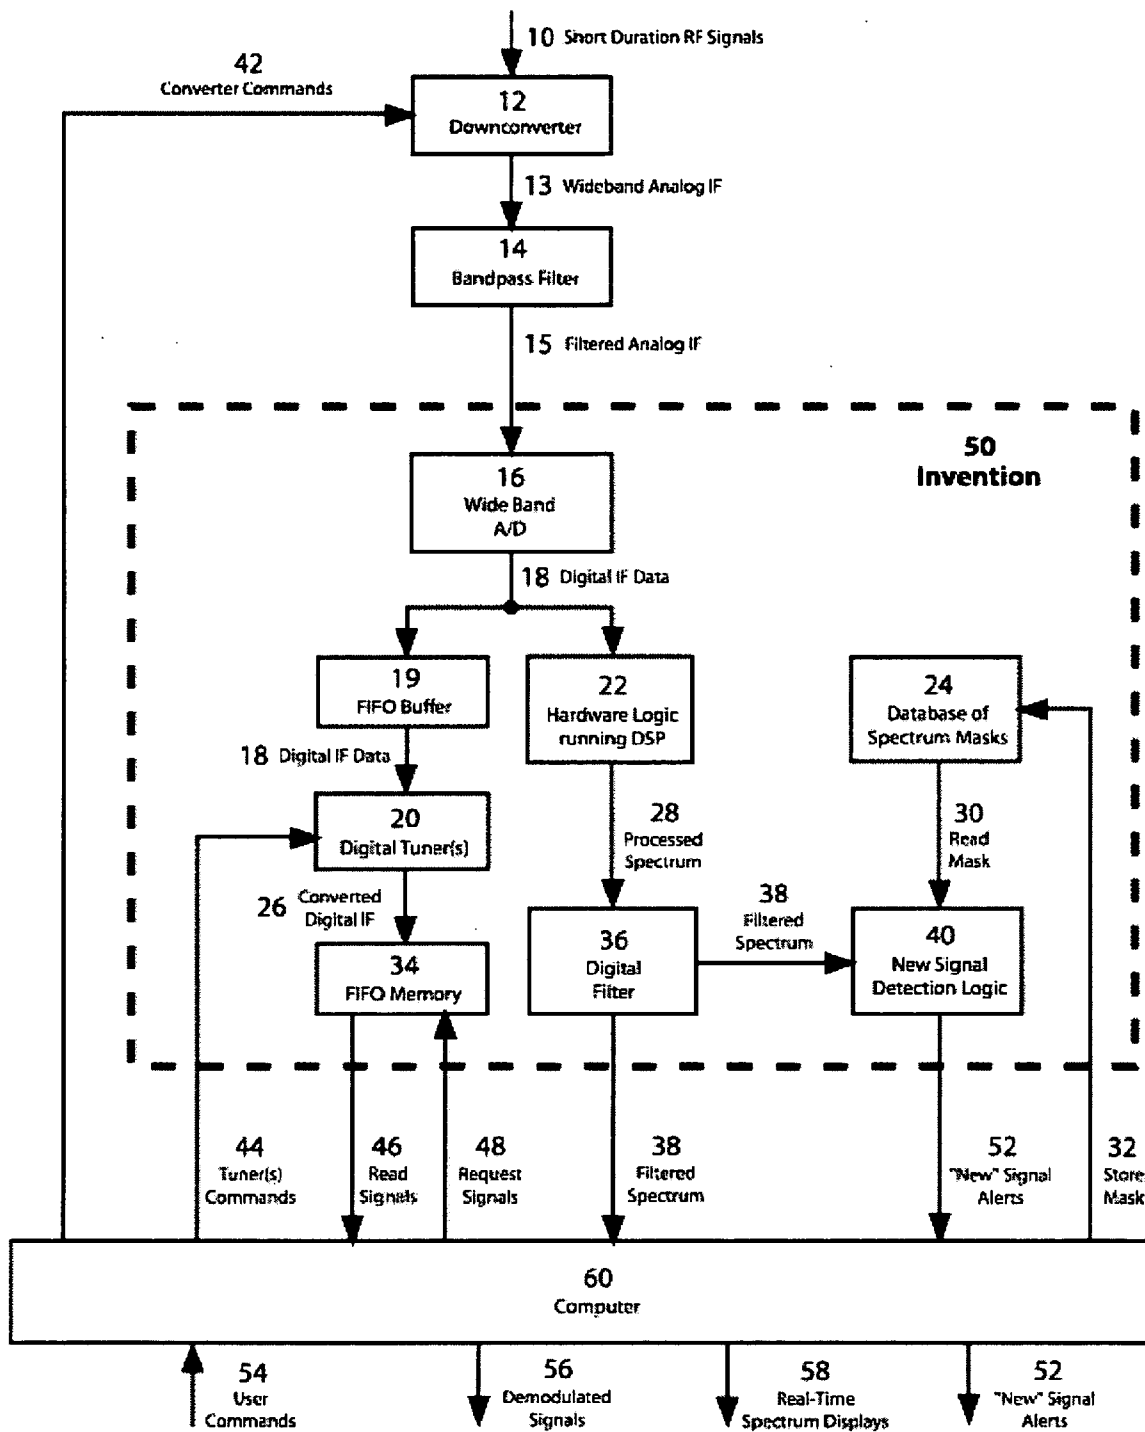 10 Short Duration RF Signals
42
Converter Commands
12
Downconverter
13 Wideband Analog IF
14
Bandpass Filter
15 Filtered Analog IF
50
Invention
16
Wide Band
A/D
18 Digital IF Data
19
FIFO Buffer
22
Hardware Logic
running DSP
24
Database of
Spectrum Masks
18 Digital IF Data
20
Digital Tuner(s)
28
Processed
Spectrum
30
Read
Mask
26 Converted
Digital IF
38
Filtered
Spectrum
34
FIFO Memory
36
Digital
Filter
40
New Signal
Detection Logic
44
Tuner(s)
Commands
46
Read
Signals
48
Request
Signals
38
Filtered
Spectrum
52
"New" Signal
Alerts
32
Store
Mask
60
Computer
54
User
Commands
56
Demodulated
Signals
58
Real-Time
Spectrum Displays
52
"New" Signal
Alerts